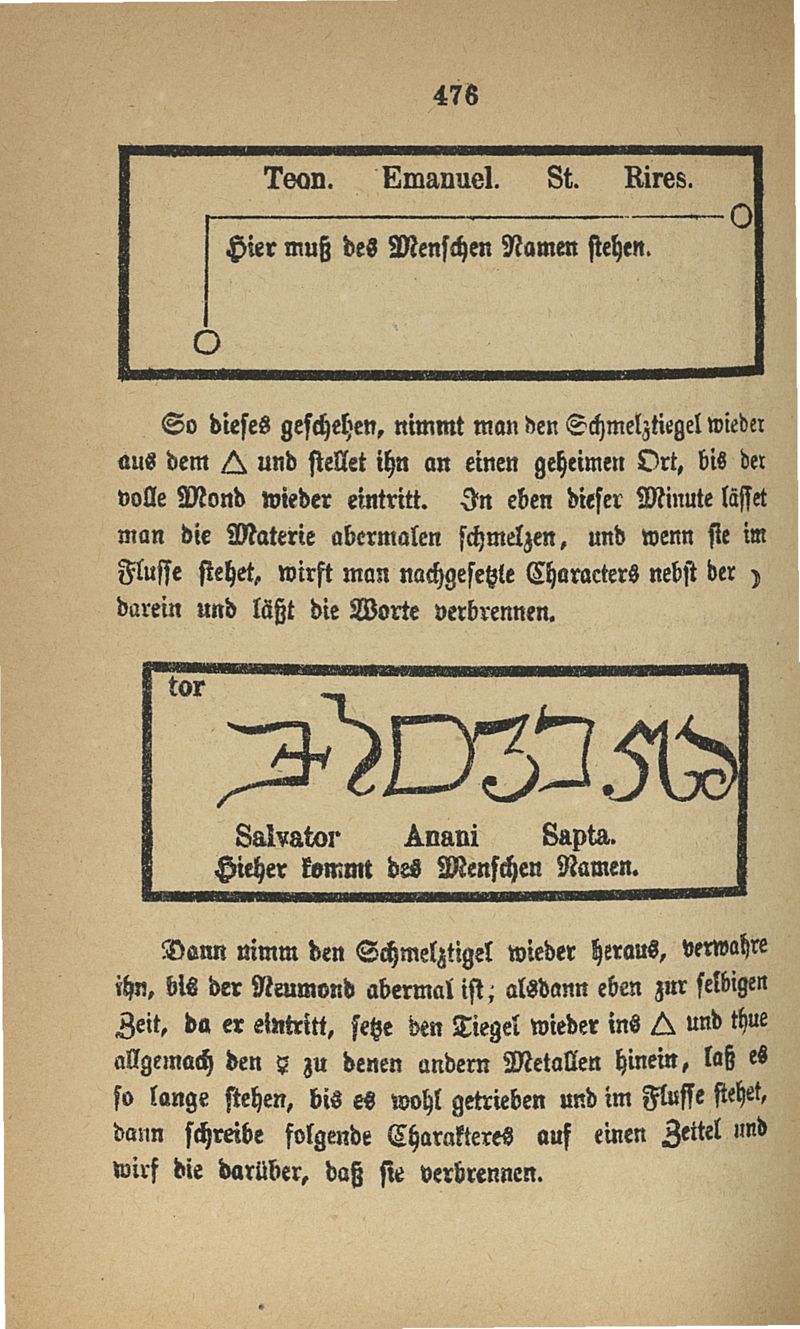 476
Teon. Emanuel. St. Rires.
Hier muß des Menschen Namen stehen.
So dieses geschehen, nimmt man den Schmelztiegel wieder
aus dem △ und stellet ihn an einen geheimen Ort, bis der
volle Mond wieder eintritt. In eben dieser Minute lässet
man die Materie abermalen schmelzen, und wenn sie im
Flusse stehet, wirft man nachgesetzte Characters nebst der ☽
darein und läßt die Worte verbrennen.
tor
Salvator Anani Sapta.
Hieher kommt des Menschen Namen.
Dann nimm den Schmelztigel wieder heraus, verwahre
ihn, bis der Neumond abermal ist; alsdann eben zur selbigen
Zeit, da er eintritt, setze den Tiegel wieder ins △ und thue
allgemach den ☿ zu denen andern Metallen hinein, laß es
so lange stehen, bis es wohl getrieben und im Flusse stehet,
dann schreibe folgende Charakteres auf einen Zettel und
wirf die darüber, daß sie verbrennen.